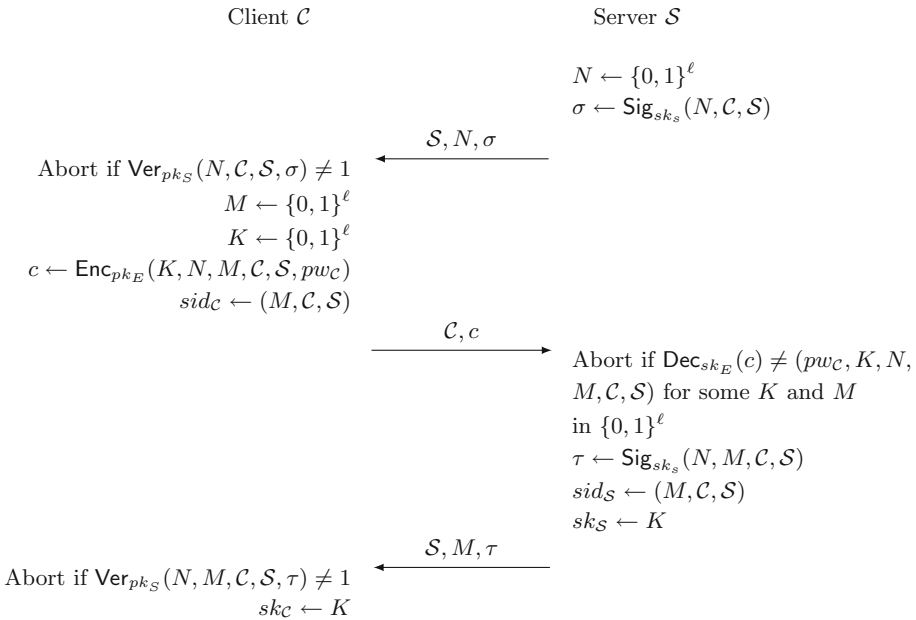 Client 𝒞
Server 𝒮
N ← {0, 1}^ℓ
σ ← Sig_{sk_s}(N, 𝒞, 𝒮)
𝒮, N, σ
Abort if Ver_{pk_S}(N, 𝒞, 𝒮, σ) ≠ 1
M ← {0, 1}^ℓ
K ← {0, 1}^ℓ
c ← Enc_{pk_E}(K, N, M, 𝒞, 𝒮, pw_𝒞)
sid_𝒞 ← (M, 𝒞, 𝒮)
𝒞, c
Abort if Dec_{sk_E}(c) ≠ (pw_𝒞, K, N,
M, 𝒞, 𝒮) for some K and M
in {0, 1}^ℓ
τ ← Sig_{sk_s}(N, M, 𝒞, 𝒮)
sid_𝒮 ← (M, 𝒞, 𝒮)
sk_𝒮 ← K
𝒮, M, τ
Abort if Ver_{pk_S}(N, M, 𝒞, 𝒮, τ) ≠ 1
sk_𝒞 ← K